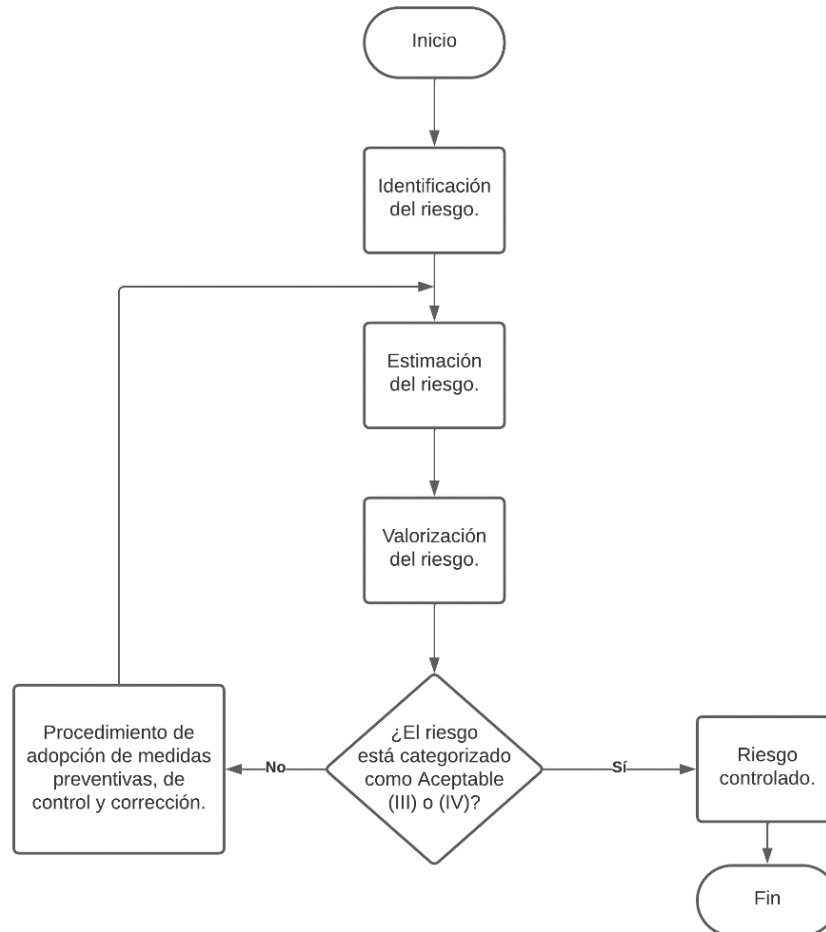 Inicio
Identificación
del riesgo.
Estimación
del riesgo.
Valorización
del riesgo.
¿El riesgo
está categorizado
como Aceptable
(III) o (IV)?
No
Procedimiento de
adopción de medidas
preventivas, de
control y corrección.
Sí
Riesgo
controlado.
Fin